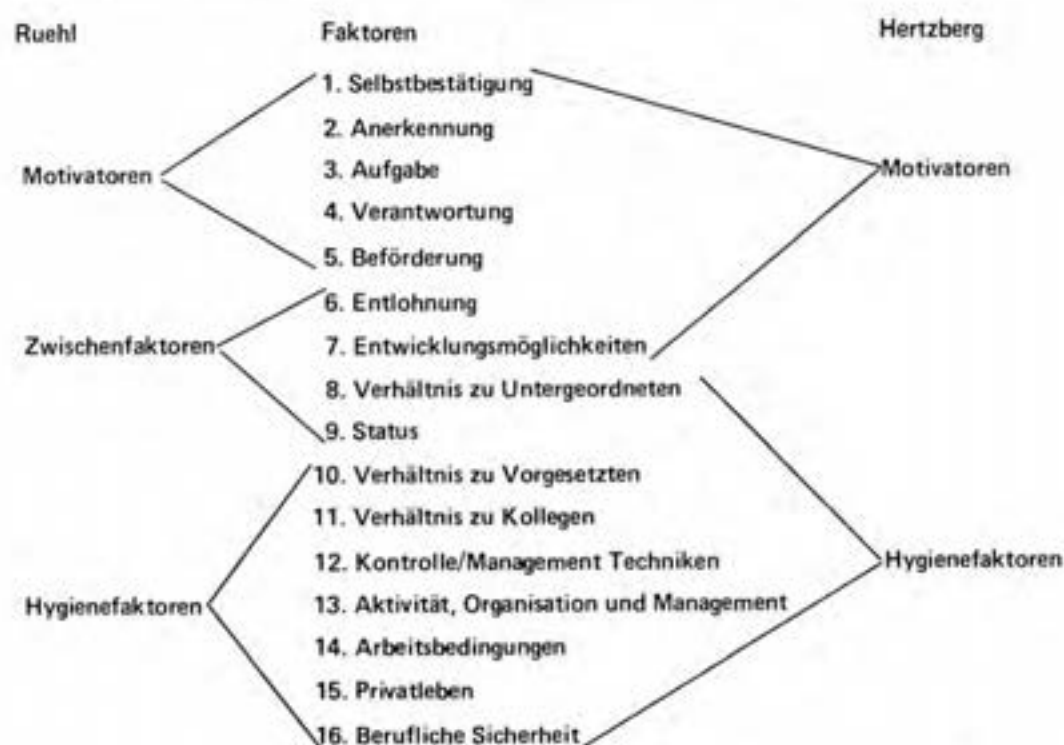 Ruehl Faktoren Hertzberg
1. Selbstbestätigung
2. Anerkennung
Motivatoren 3. Aufgabe Motivatoren
4. Verantwortung
5. Beförderung
6. Entlohnung
Zwischenfaktoren 7. Entwicklungsmöglichkeiten
8. Verhältnis zu Untergeordneten
9. Status
10. Verhältnis zu Vorgesetzten
11. Verhältnis zu Kollegen
12. Kontrolle/Management Techniken Hygienefaktoren
Hygienefaktoren 13. Aktivität, Organisation und Management
14. Arbeitsbedingungen
15. Privatleben
16. Berufliche Sicherheit